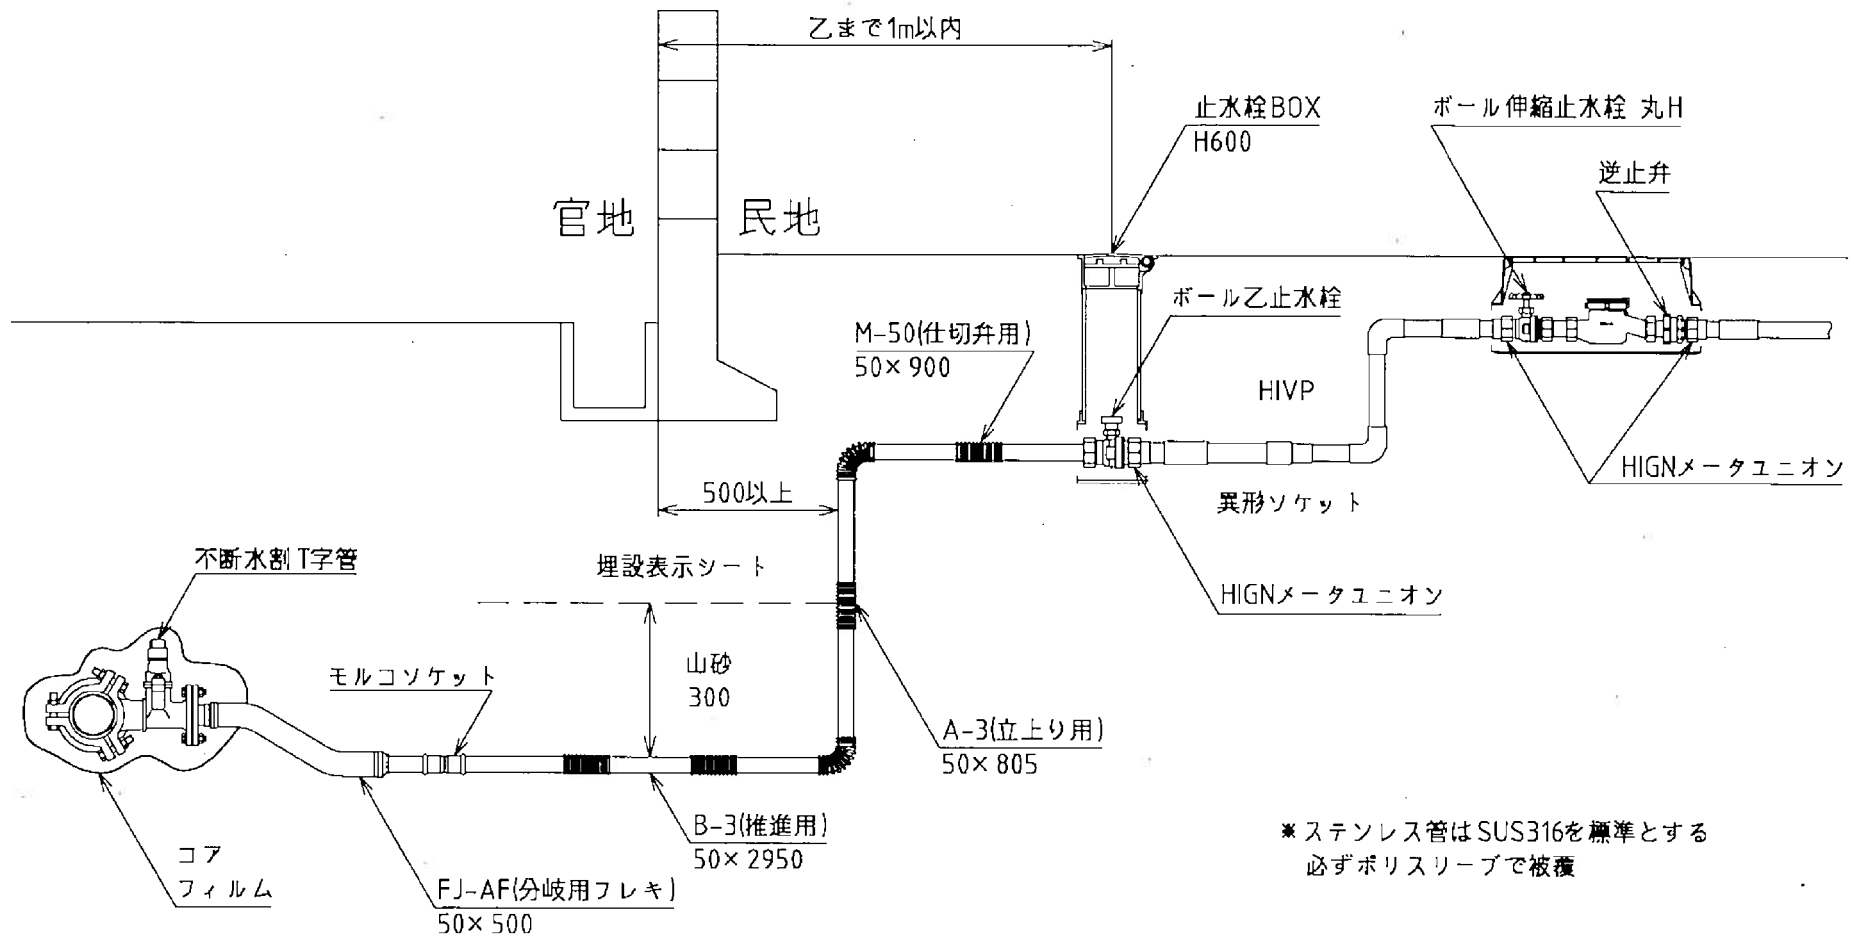 乙まで1m以内
止水栓BOX
H600
ボール伸縮止水栓 丸H
逆止弁
官地
民地
ボール乙止水栓
M-50(仕切弁用)
50×900
HIVP
HIGNメータユニオン
500以上
異形ソケット
不断水割T字管
埋設表示シート
HIGNメータユニオン
モルコソケット
山砂
300
A-3(立上り用)
50×805
B-3(推進用)
50×2950
※ステンレス管はSUS316を標準とする
必ずポリスリーブで被覆
コア
フィルム
FJ-AF(分岐用フレキ)
50×500